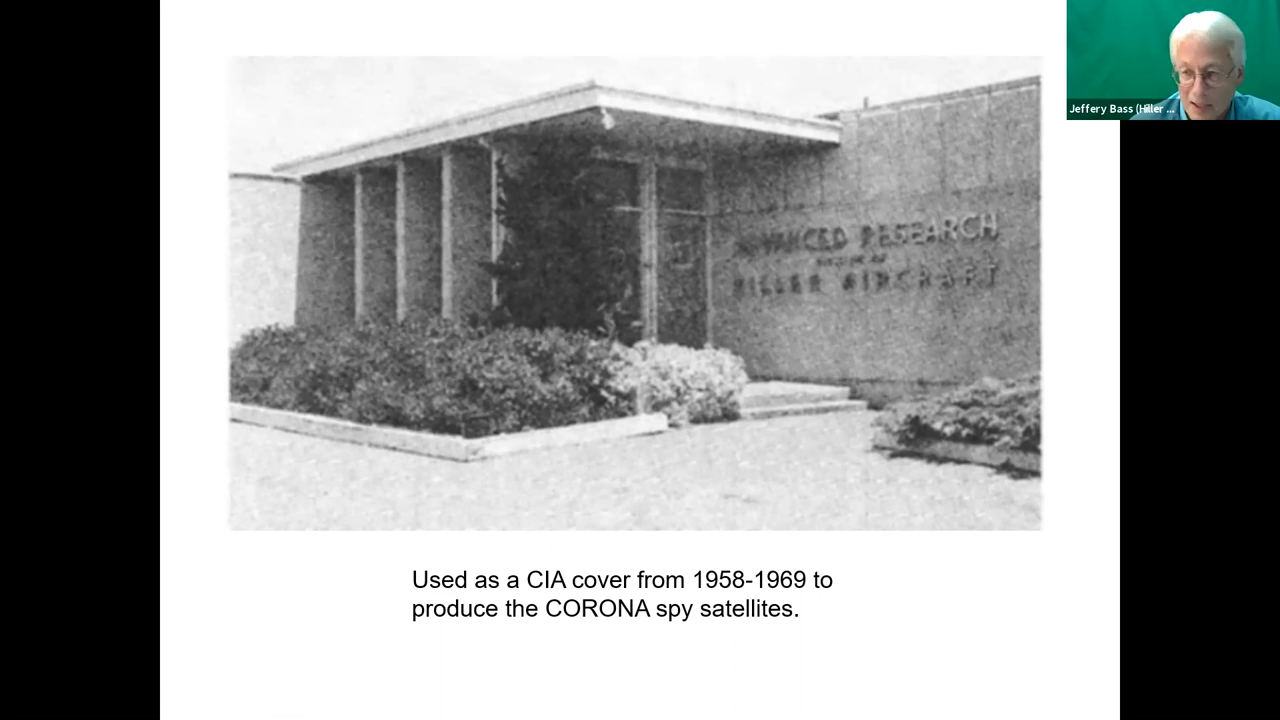 Jeffery Bass (Hiller ...
ADVANCED RESEARCH
HILLER AIRCRAFT
Used as a CIA cover from 1958-1969 to
produce the CORONA spy satellites.